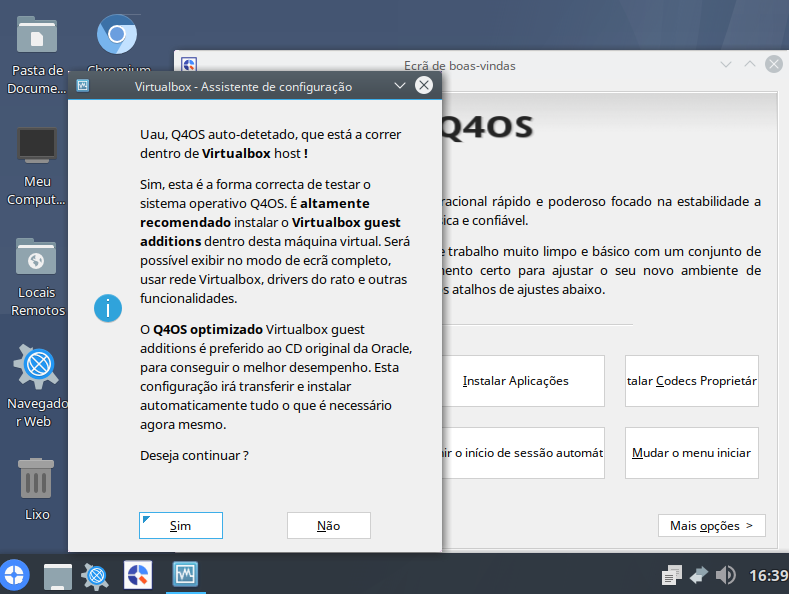 Pasta de
Docume...
Chromium
Meu
Comput...
Locais
Remotos
Navegado
r Web
Lixo
Ecrã de boas-vindas
Q4OS
racional rápido e poderoso focado na estabilidade a
sica e confiável.
e trabalho muito limpo e básico com um conjunto de
mento certo para ajustar o seu novo ambiente de
s atalhos de ajustes abaixo.
Instalar Aplicações
talar Codecs Proprietár
nir o início de sessão automát
Mudar o menu iniciar
Mais opções >
Virtualbox - Assistente de configuração
Uau, Q4OS auto-detetado, que está a correr
dentro de Virtualbox host !
Sim, esta é a forma correcta de testar o
sistema operativo Q4OS. É altamente
recomendado instalar o Virtualbox guest
additions dentro desta máquina virtual. Será
possível exibir no modo de ecrã completo,
usar rede Virtualbox, drivers do rato e outras
funcionalidades.
O Q4OS optimizado Virtualbox guest
additions é preferido ao CD original da Oracle,
para conseguir o melhor desempenho. Esta
configuração irá transferir e instalar
automaticamente tudo o que é necessário
agora mesmo.
Deseja continuar ?
Sim
Não
16:39